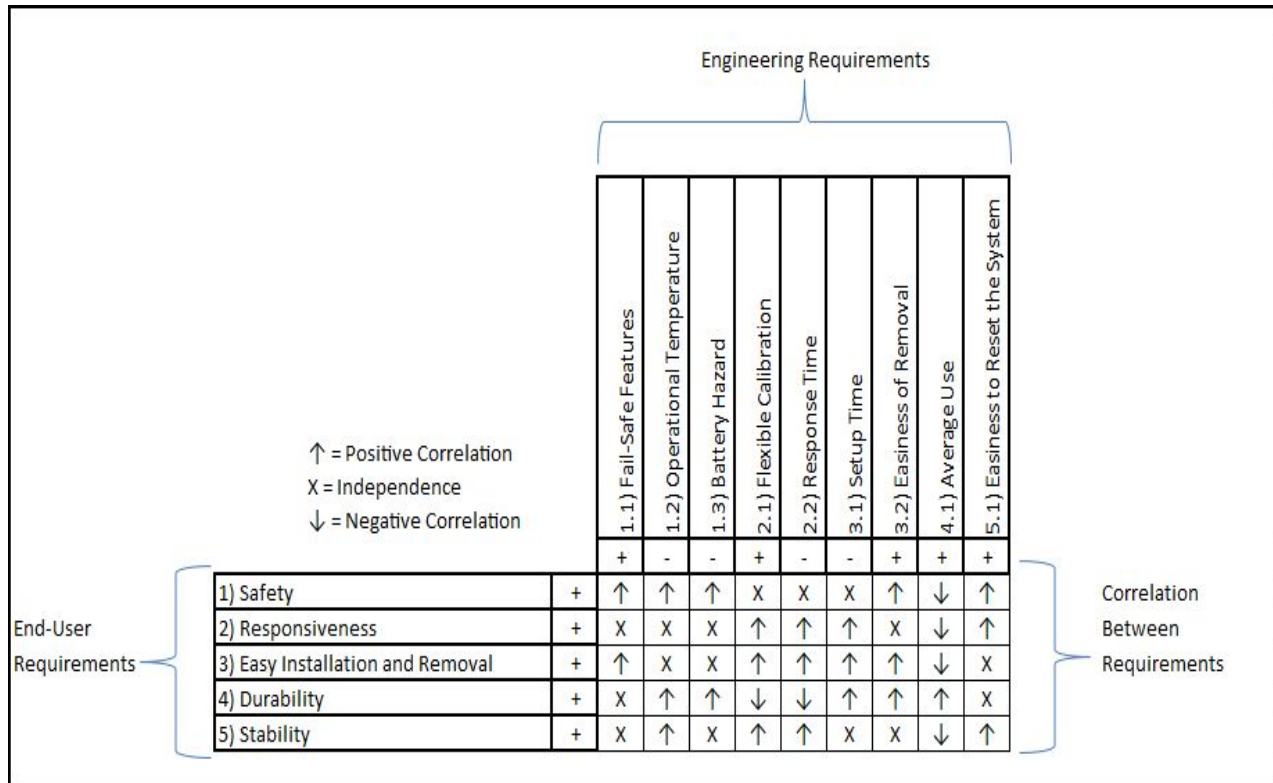 Engineering Requirements
1.1) Fail-Safe Features
1.2) Operational Temperature
1.3) Battery Hazard
2.1) Flexible Calibration
2.2) Response Time
3.1) Setup Time
3.2) Easiness of Removal
4.1) Average Use
5.1) Easiness to Reset the System
↑ = Positive Correlation
X = Independence
↓ = Negative Correlation
+ - - + - - + + +
End-User
Requirements
1) Safety + ↑ ↑ ↑ X X X ↑ ↓ ↑
2) Responsiveness + X X X ↑ ↑ ↑ X ↓ ↑
3) Easy Installation and Removal + ↑ X X ↑ ↑ ↑ ↑ ↓ X
4) Durability + X ↑ ↑ ↓ ↓ ↑ ↑ ↑ X
5) Stability + X ↑ X ↑ ↑ X X ↓ ↑
Correlation
Between
Requirements